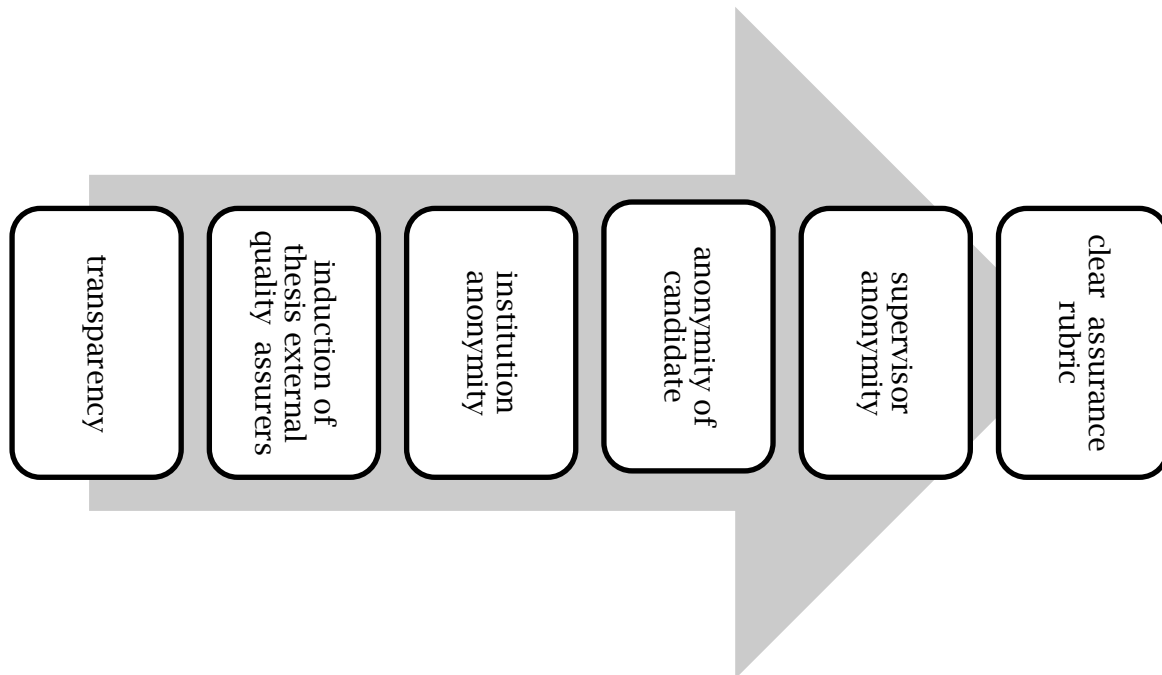 transparency
induction of
thesis external
quality assurers
institution
anonymity
anonymity of
candidate
supervisor
anonymity
clear assurance
rubric